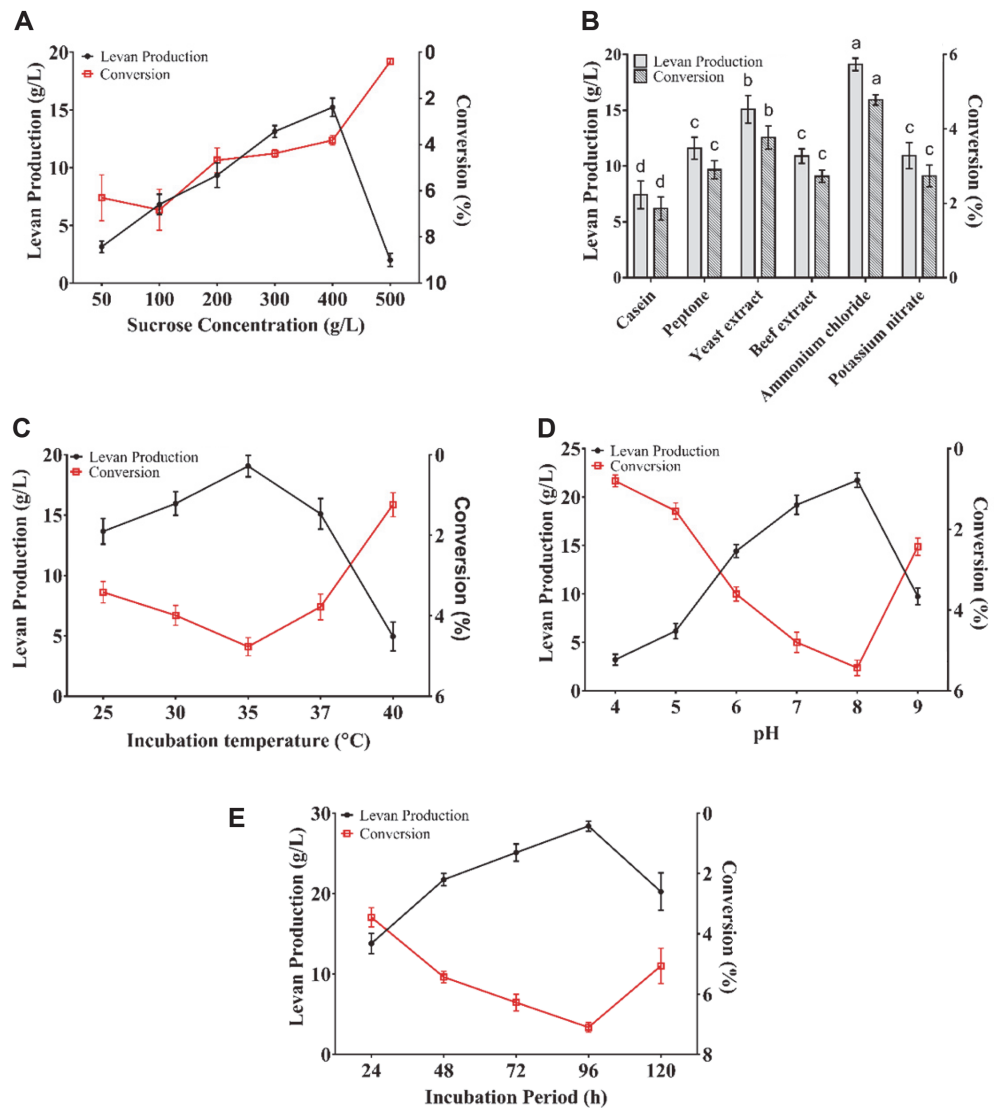 A
Levan Production
Conversion
Levan Production (g/L)
20
15
10
5
0
0
2
4
6
8
10
Conversion (%)
50 100 200 300 400 500
Sucrose Concentration (g/L)
B
Levan Production
Conversion
Levan Production (g/L)
20
15
10
5
0
6
4
2
0
Conversion (%)
d d c c b b c c a a c c
Casein
Peptone
Yeast extract
Beef extract
Ammonium chloride
Potassium nitrate
C
Levan Production
Conversion
Levan Production (g/L)
20
15
10
5
0
0
2
4
6
Conversion (%)
25 30 35 37 40
Incubation temperature (°C)
D
Levan Production
Conversion
Levan Production (g/L)
25
20
15
10
5
0
0
2
4
6
Conversion (%)
4 5 6 7 8 9
pH
E
Levan Production
Conversion
Levan Production (g/L)
30
20
10
0
0
2
4
6
8
Conversion (%)
24 48 72 96 120
Incubation Period (h)